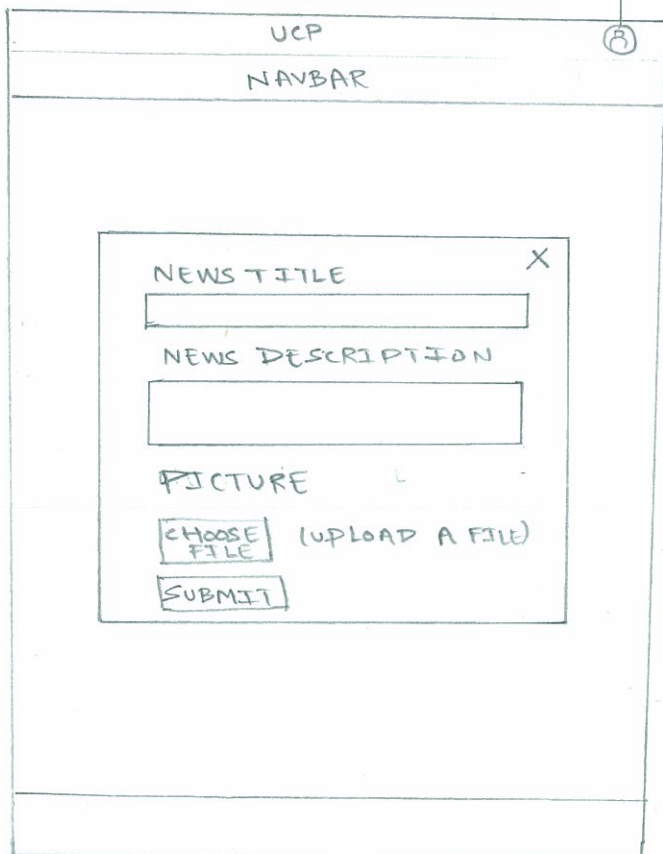 UCP
NAVBAR
X
NEWS TITLE
NEWS DESCRIPTION
PICTURE
CHOOSE
FILE
(UPLOAD A FILE)
SUBMIT